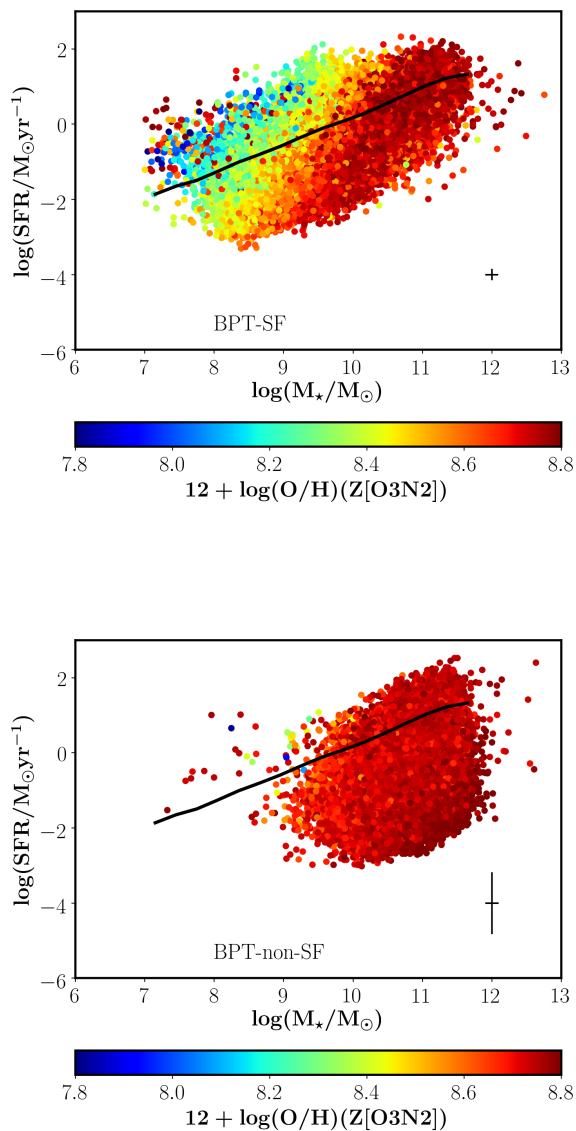 2
0
−2
−4
−6
log(SFR/M⊙yr⁻¹)
BPT-SF
6 7 8 9 10 11 12 13
log(M⋆/M⊙)
7.8 8.0 8.2 8.4 8.6 8.8
12 + log(O/H)(Z[O3N2])
2
0
−2
−4
−6
log(SFR/M⊙yr⁻¹)
BPT-non-SF
6 7 8 9 10 11 12 13
log(M⋆/M⊙)
7.8 8.0 8.2 8.4 8.6 8.8
12 + log(O/H)(Z[O3N2])